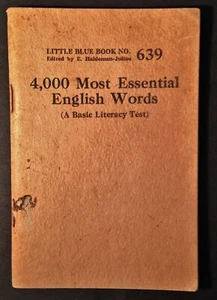 LITTLE BLUE BOOK NO. 639
Edited by E. Haldeman-Julius
4,000 Most Essential
English Words
(A Basic Literacy Test)